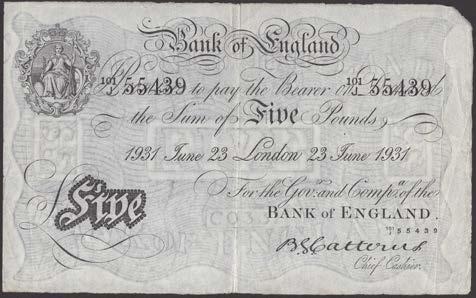 Bank of England
101/J 55439 to pay the Bearer on Demand 101/J 55439
the Sum of Five Pounds
1931 June 23 London 23 June 1931
For the Govr. and Compa. of the
BANK OF ENGLAND.
101/J 55439
Five
B G Catterns
Chief Cashier.